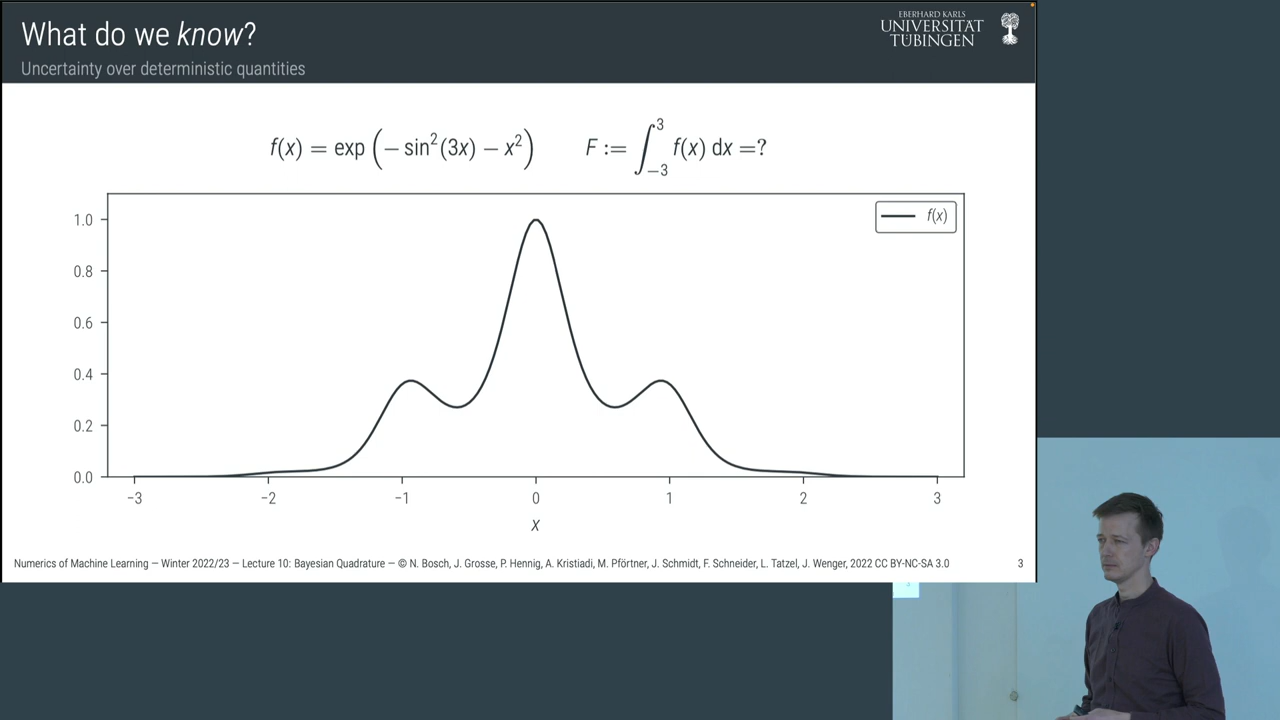 What do we know?
Uncertainty over deterministic quantities
EBERHARD KARLS
UNIVERSITÄT
TÜBINGEN
f(x) = exp (− sin²(3x) − x²)   F := ∫₋₃³ f(x) dx =?
f(x)
1.0
0.8
0.6
0.4
0.2
0.0
−3 −2 −1 0 1 2 3
x
Numerics of Machine Learning — Winter 2022/23 — Lecture 10: Bayesian Quadrature — © N. Bosch, J. Grosse, P. Hennig, A. Kristiadi, M. Pförtner, J. Schmidt, F. Schneider, L. Tatzel, J. Wenger, 2022 CC BY-NC-SA 3.0 3